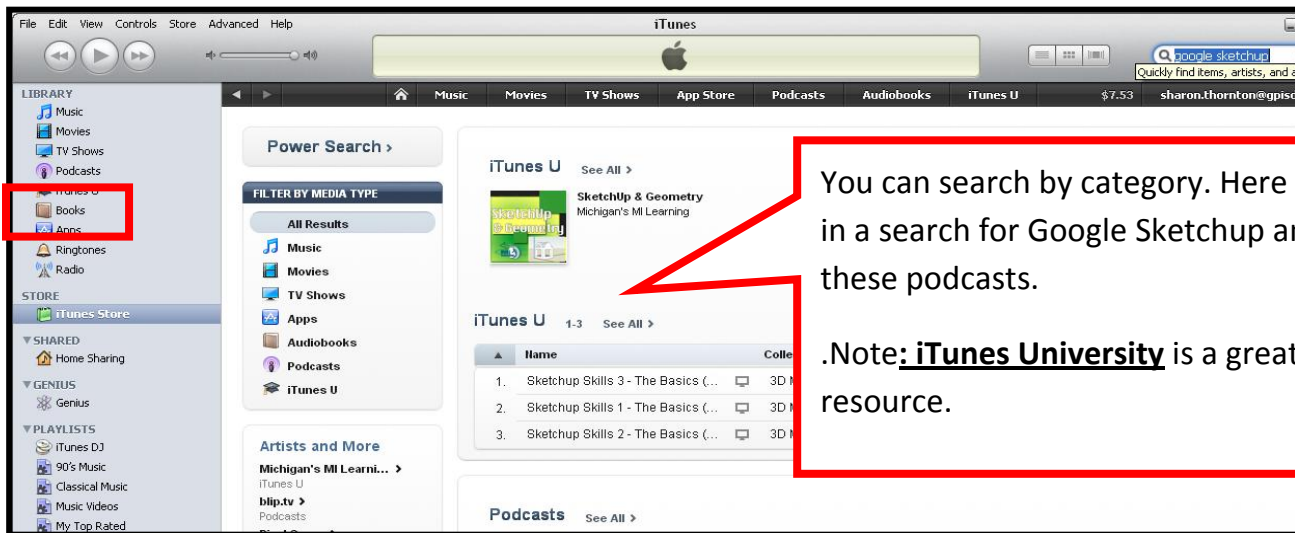 File Edit View Controls Store Advanced Help
iTunes
google sketchup
Quickly find items, artists, and
LIBRARY
Music
Movies
TV Shows
Podcasts
iTunes U
Books
Apps
Ringtones
Radio
STORE
iTunes Store
SHARED
Home Sharing
GENIUS
Genius
PLAYLISTS
iTunes DJ
90's Music
Classical Music
Music Videos
My Top Rated
Music Movies TV Shows App Store Podcasts Audiobooks iTunes U $7.53 sharon.thornton@gpisd
Power Search >
FILTER BY MEDIA TYPE
All Results
Music
Movies
TV Shows
Apps
Audiobooks
Podcasts
iTunes U
Artists and More
Michigan's MI Learni... >
iTunes U
blip.tv >
Podcasts
iTunes U See All >
SketchUp & Geometry
Michigan's MI Learning
SketchUp
& Geometry
iTunes U 1-3 See All >
Name Colle
1. Sketchup Skills 3 - The Basics (... 3D
2. Sketchup Skills 1 - The Basics (... 3D
3. Sketchup Skills 2 - The Basics (... 3D
Podcasts See All >
You can search by category. Here
in a search for Google Sketchup
these podcasts.
.Note: iTunes University is a great
resource.